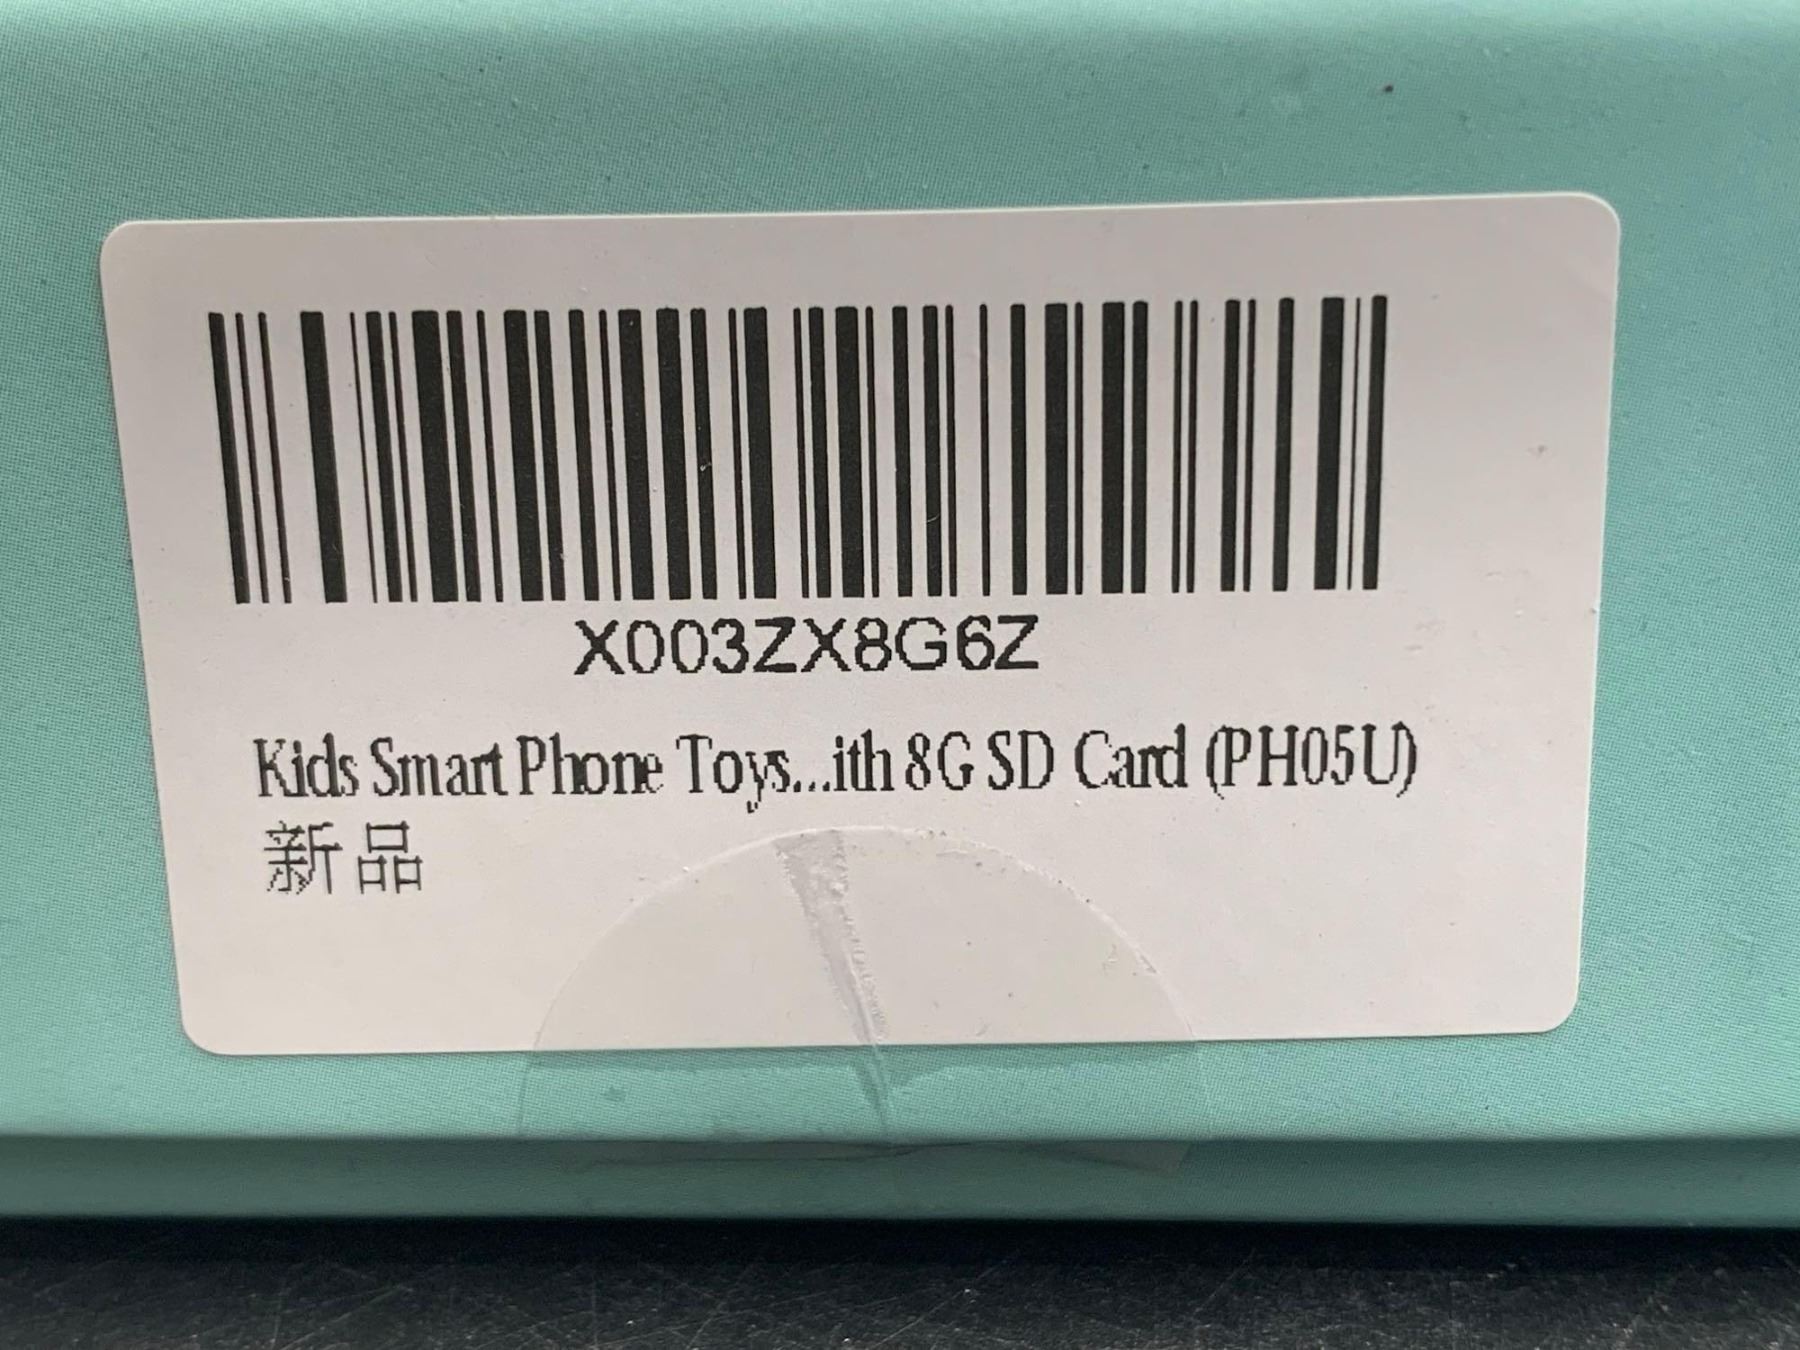 X003ZX8G6Z
Kids Smart Phone Toys...ith 8G SD Card (PH05U)
新品